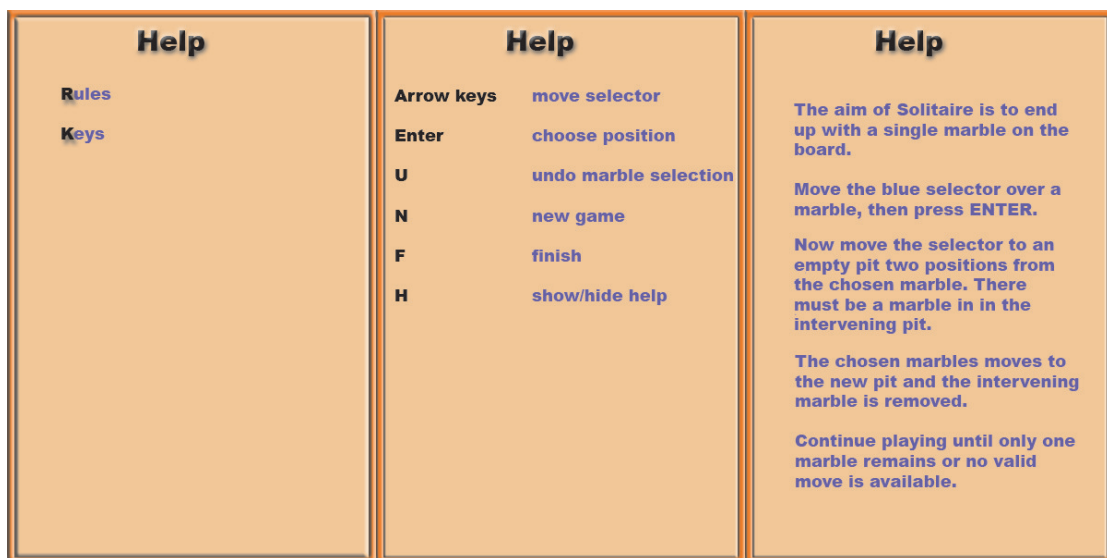 Help
Rules
Keys
Help
Arrow keys move selector
Enter choose position
U undo marble selection
N new game
F finish
H show/hide help
Help
The aim of Solitaire is to end
up with a single marble on the
board.
Move the blue selector over a
marble, then press ENTER.
Now move the selector to an
empty pit two positions from
the chosen marble. There
must be a marble in in the
intervening pit.
The chosen marbles moves to
the new pit and the intervening
marble is removed.
Continue playing until only one
marble remains or no valid
move is available.